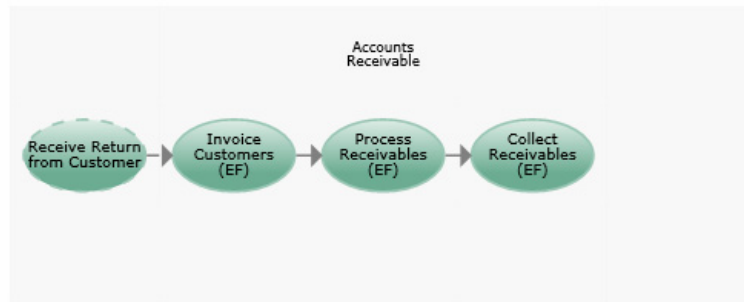 Accounts
Receivable
Receive Return
from Customer
Invoice
Customers
(EF)
Process
Receivables
(EF)
Collect
Receivables
(EF)